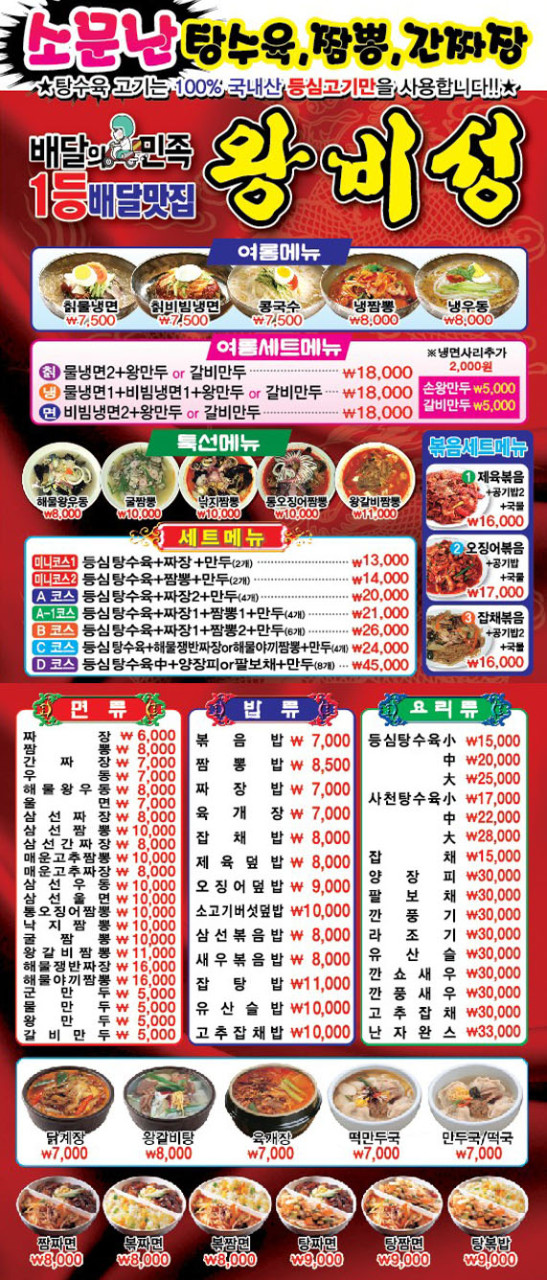 소문난 탕수육,짬뽕,간짜장
★탕수육 고기는 100% 국내산 등심고기만을 사용합니다!!★
배달의민족
1등배달맛집
왕비성
여름메뉴
칡물냉면 칡비빔냉면 콩국수 냉짬뽕 냉우동
₩7,500 ₩7,500 ₩7,500 ₩8,000 ₩8,000
여름세트메뉴
칡 물냉면2+왕만두 or 갈비만두 ₩18,000
냉 물냉면1+비빔냉면1+왕만두 or 갈비만두 ₩18,000
면 비빔냉면2+왕만두 or 갈비만두 ₩18,000
※냉면사리추가
2,000원
손왕만두 ₩5,000
갈비만두 ₩5,000
특선메뉴
해물왕우동 굴짬뽕 낙지짬뽕 통오징어짬뽕 왕갈비짬뽕
₩8,000 ₩10,000 ₩10,000 ₩10,000 ₩11,000
볶음세트메뉴
1 제육볶음
+공기밥2
+국물
₩16,000
2 오징어볶음
+공기밥
+국물
₩17,000
3 잡채볶음
+공기밥2
+국물
₩16,000
세트메뉴
미니코스1 등심탕수육+짜장+만두(2개) ₩13,000
미니코스2 등심탕수육+짬뽕+만두(2개) ₩14,000
A 코스 등심탕수육+짜장2+만두(4개) ₩20,000
A-1코스 등심탕수육+짜장1+짬뽕1+만두(4개) ₩21,000
B 코스 등심탕수육+짜장1+짬뽕2+만두(6개) ₩26,000
C 코스 등심탕수육+해물쟁반짜장or해물야끼짬뽕+만두(4개) ₩24,000
D 코스 등심탕수육中+양장피or팔보채+만두(8개) ₩45,000
면류
짜장 ₩6,000
짬뽕 ₩8,000
간짜장 ₩7,000
우동 ₩7,000
해물왕우동 ₩8,000
울면 ₩7,000
삼선짜장 ₩8,000
삼선짬뽕 ₩10,000
삼선간짜장 ₩8,000
매운고추짬뽕 ₩10,000
매운고추짜장 ₩8,000
삼선우동 ₩10,000
삼선울면 ₩10,000
통오징어짬뽕 ₩10,000
낙지짬뽕 ₩10,000
굴짬뽕 ₩10,000
왕갈비짬뽕 ₩11,000
해물쟁반짜장 ₩16,000
해물야끼짬뽕 ₩16,000
군만두 ₩5,000
물만두 ₩5,000
왕만두 ₩5,000
갈비만두 ₩5,000
밥류
볶음밥 ₩7,000
짬뽕밥 ₩8,500
짜장밥 ₩7,000
육개장 ₩7,000
잡채밥 ₩8,000
제육덮밥 ₩8,000
오징어덮밥 ₩9,000
소고기버섯덮밥 ₩10,000
삼선볶음밥 ₩8,000
새우볶음밥 ₩8,000
잡탕밥 ₩11,000
유산슬밥 ₩10,000
고추잡채밥 ₩10,000
요리류
등심탕수육小 ₩15,000
中 ₩20,000
大 ₩25,000
사천탕수육小 ₩17,000
中 ₩22,000
大 ₩28,000
잡채 ₩15,000
양장피 ₩30,000
팔보채 ₩30,000
깐풍기 ₩30,000
라조기 ₩30,000
유산슬 ₩30,000
깐쇼새우 ₩30,000
깐풍새우 ₩30,000
고추잡채 ₩30,000
난자완스 ₩33,000
닭계장 왕갈비탕 육개장 떡만두국 만두국/떡국
₩7,000 ₩8,000 ₩7,000 ₩7,000 ₩7,000
짬짜면 볶짜면 볶짬면 탕짜면 탕짬면 탕볶밥
₩8,000 ₩8,000 ₩8,000 ₩9,000 ₩9,000 ₩9,000